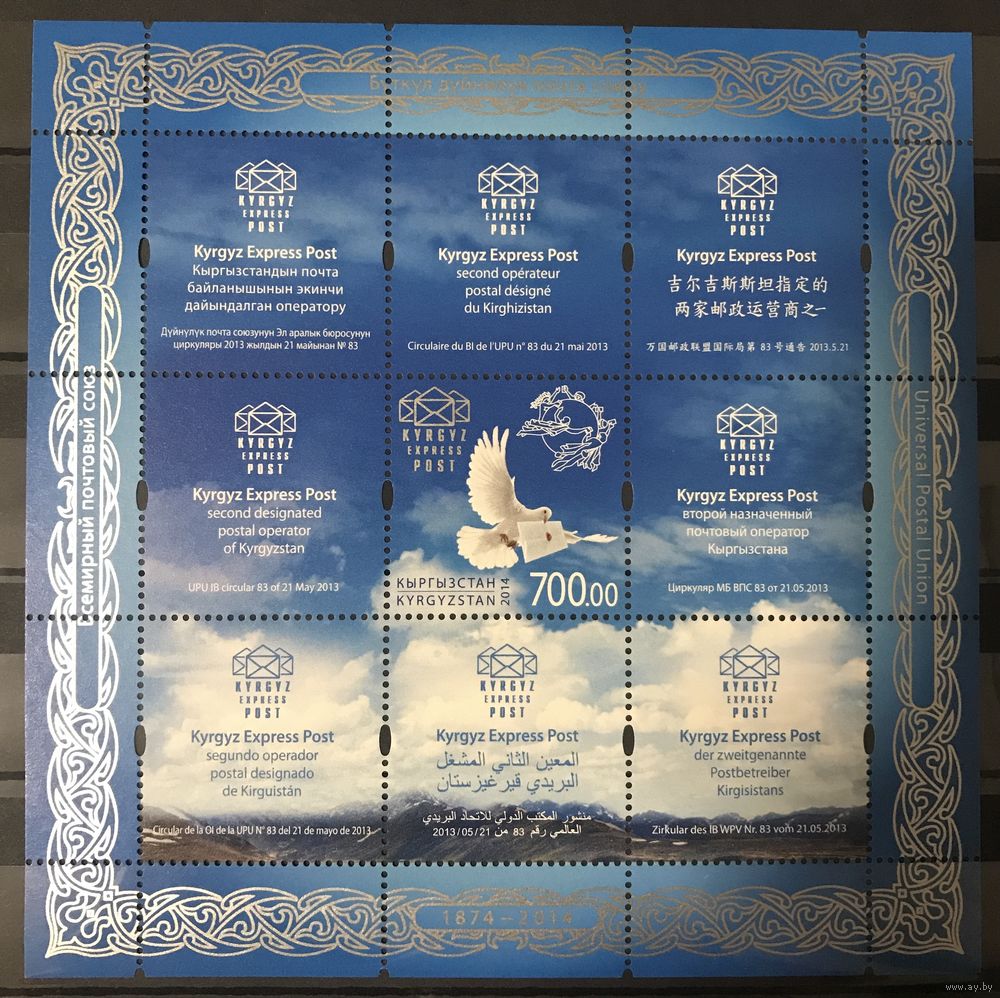 Бүткүл дүйнөлүк почта союзу
KYRGYZ
EXPRESS
POST
Kyrgyz Express Post
Кыргызстандын почта
байланышынын экинчи
дайындалган оператору
Дүйнүлүк почта союзунун Эл аралык бюросунун
циркуляры 2013 жылдын 21 майынан № 83
KYRGYZ
EXPRESS
POST
Kyrgyz Express Post
second opérateur
postal désigné
du Kirghizistan
Circulaire du BI de l'UPU n° 83 du 21 mai 2013
KYRGYZ
EXPRESS
POST
Kyrgyz Express Post
吉尔吉斯斯坦指定的
两家邮政运营商之一
万国邮政联盟国际局第 83 号通告 2013.5.21
семирный почтовый союз
KYRGYZ
EXPRESS
POST
Kyrgyz Express Post
second designated
postal operator
of Kyrgyzstan
UPU IB circular 83 of 21 May 2013
KYRGYZ
EXPRESS
POST
КЫРГЫЗСТАН
KYRGYZSTAN
2014
700.00
KYRGYZ
EXPRESS
POST
Kyrgyz Express Post
второй назначенный
почтовый оператор
Кыргызстана
Циркуляр МБ ВПС 83 от 21.05.2013
Universal Postal Union
KYRGYZ
EXPRESS
POST
Kyrgyz Express Post
segundo operador
postal designado
de Kirguistán
Circular de la OI de la UPU N° 83 del 21 de mayo de 2013
KYRGYZ
EXPRESS
POST
Kyrgyz Express Post
المعين الثاني المشغل
البريدي قيرغيزستان
منشور المكتب الدولي للاتحاد البريدي
العالمي رقم 83 من 2013/05/21
KYRGYZ
EXPRESS
POST
Kyrgyz Express Post
der zweitgenannte
Postbetreiber
Kirgisistans
Zirkular des IB WPV Nr. 83 vom 21.05.2013
1874-2014
www.ay.by